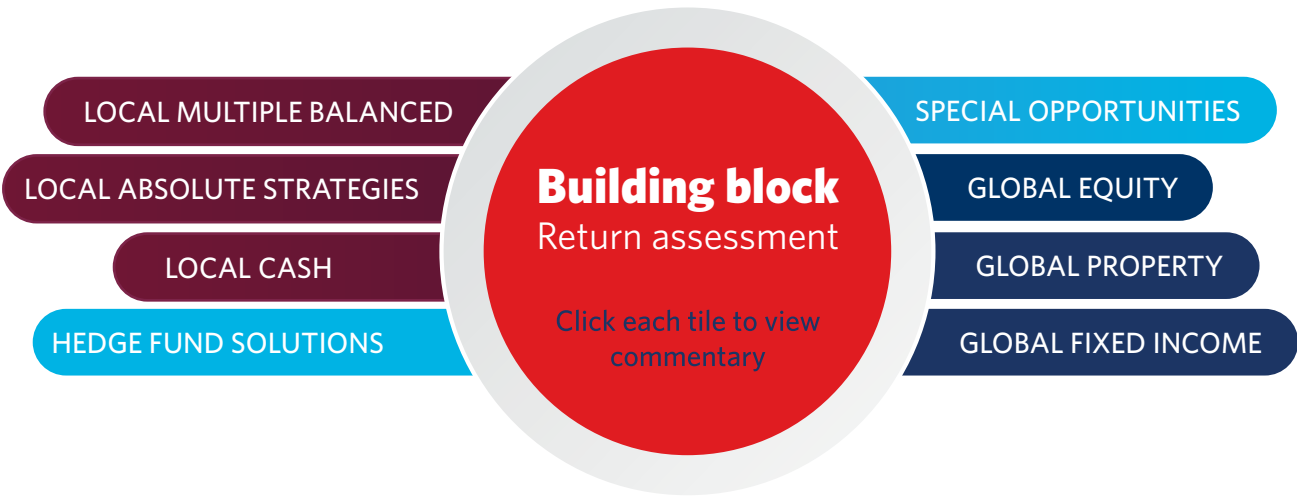 LOCAL MULTIPLE BALANCED
LOCAL ABSOLUTE STRATEGIES
LOCAL CASH
HEDGE FUND SOLUTIONS
Building block
Return assessment
Click each tile to view
commentary
SPECIAL OPPORTUNITIES
GLOBAL EQUITY
GLOBAL PROPERTY
GLOBAL FIXED INCOME